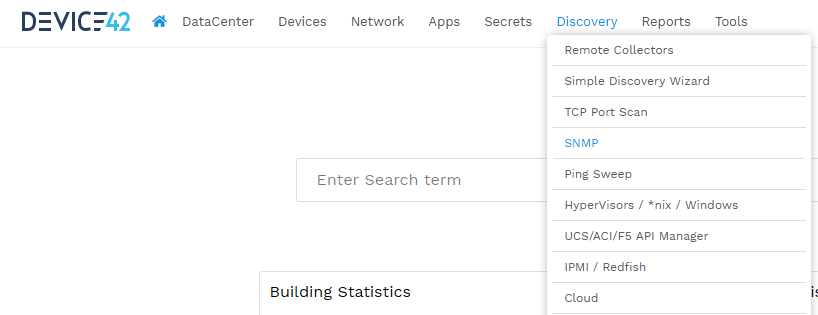 DEVICE42 DataCenter Devices Network Apps Secrets Discovery Reports Tools
Remote Collectors
Simple Discovery Wizard
TCP Port Scan
SNMP
Enter Search term
Ping Sweep
HyperVisors / *nix / Windows
UCS/ACI/F5 API Manager
IPMI / Redfish
Building Statistics
Cloud